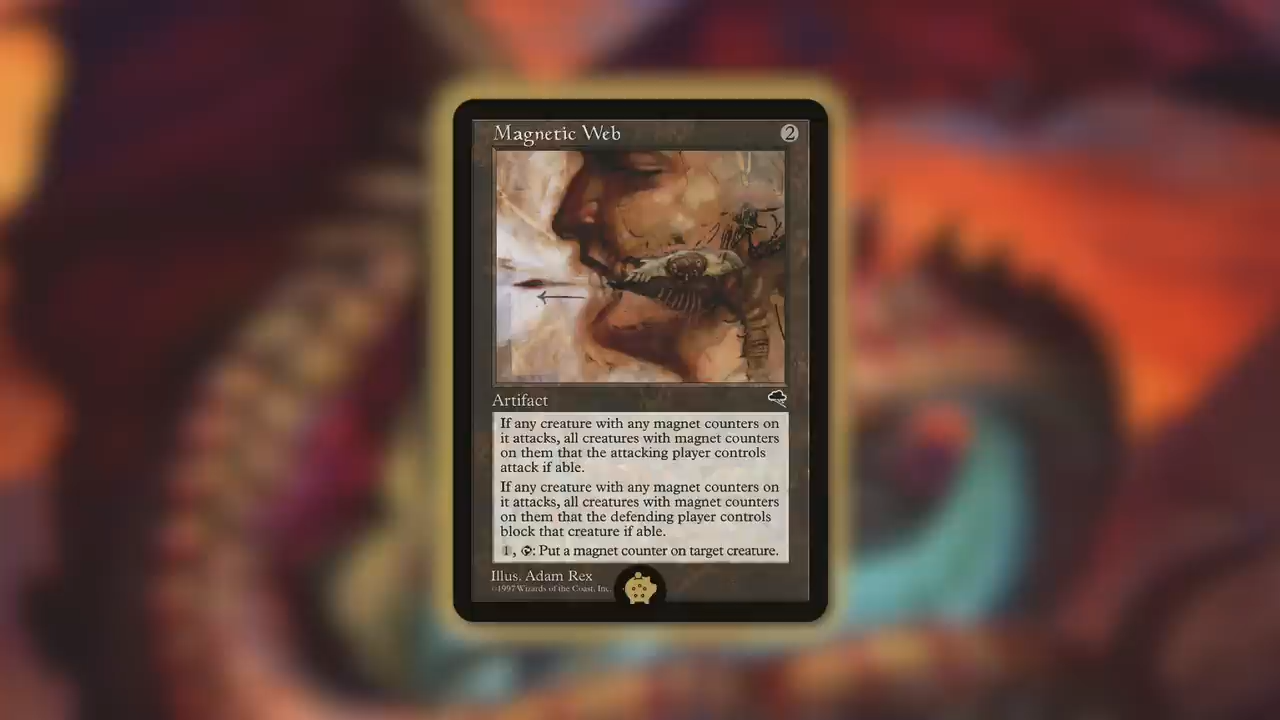 Magnetic Web 2
Artifact
If any creature with any magnet counters on
it attacks, all creatures with magnet counters
on them that the attacking player controls
attack if able.
If any creature with any magnet counters on
it attacks, all creatures with magnet counters
on them that the defending player controls
block that creature if able.
1, : Put a magnet counter on target creature.
Illus. Adam Rex
©1997 Wizards of the Coast, Inc.